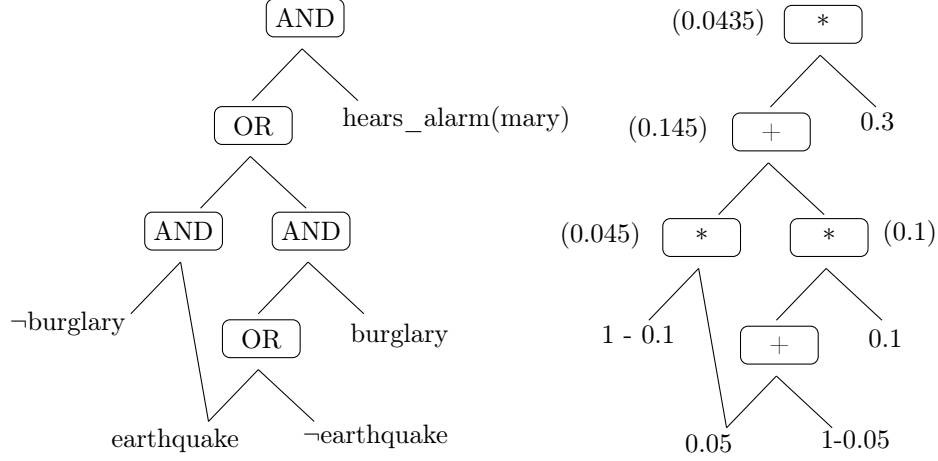 AND
OR
hears_alarm(mary)
AND
AND
¬burglary
OR
burglary
earthquake
¬earthquake
(0.0435)
*
(0.145)
+
0.3
(0.045)
*
*
(0.1)
1 - 0.1
+
0.1
0.05
1-0.05